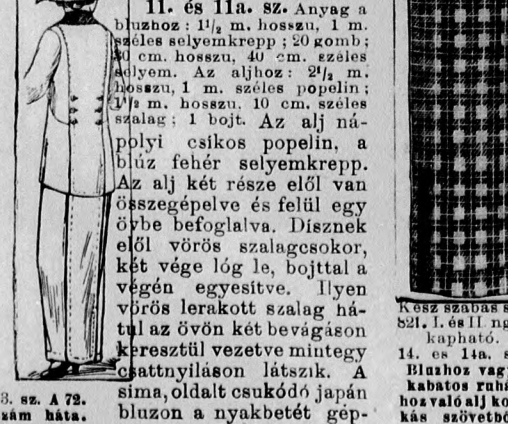 11. és 11a. sz. Anyag a
bluzhoz : 1¹/₂ m. hosszu, 1 m.
széles selyemkrepp ; 20 gomb ;
cm. hosszu, 40 cm. széles
selyem. Az aljhoz : 2¹/₂ m.
hosszu, 1 m. széles popelin ;
1¹/₂ m. hosszu, 10 cm. széles
szalag ; 1 bojt. Az alj ná-
polyi csikos popelin, a
blúz fehér selyemkrepp.
Az alj két része elől van
összegépelve és felül egy
övbe befoglalva. Disznek
elől vörös szalagcsokor,
két vége lóg le, bojttal a
végén egyesítve. Ilyen
vörös lerakott szalag há-
tul az övön két bevágáson
keresztül vezetve mintegy
csattnyiláson látszik. A
sima, oldalt csukódó japán
bluzon a nyakbetét gép-
3. sz. A 72.
szám háta.
Kész szabás s
821. I. és II. ng
kapható.
14. és 14a. s
Bluzhoz vagy
kabatos ruhá
hoz való alj ko
kás szövetbő